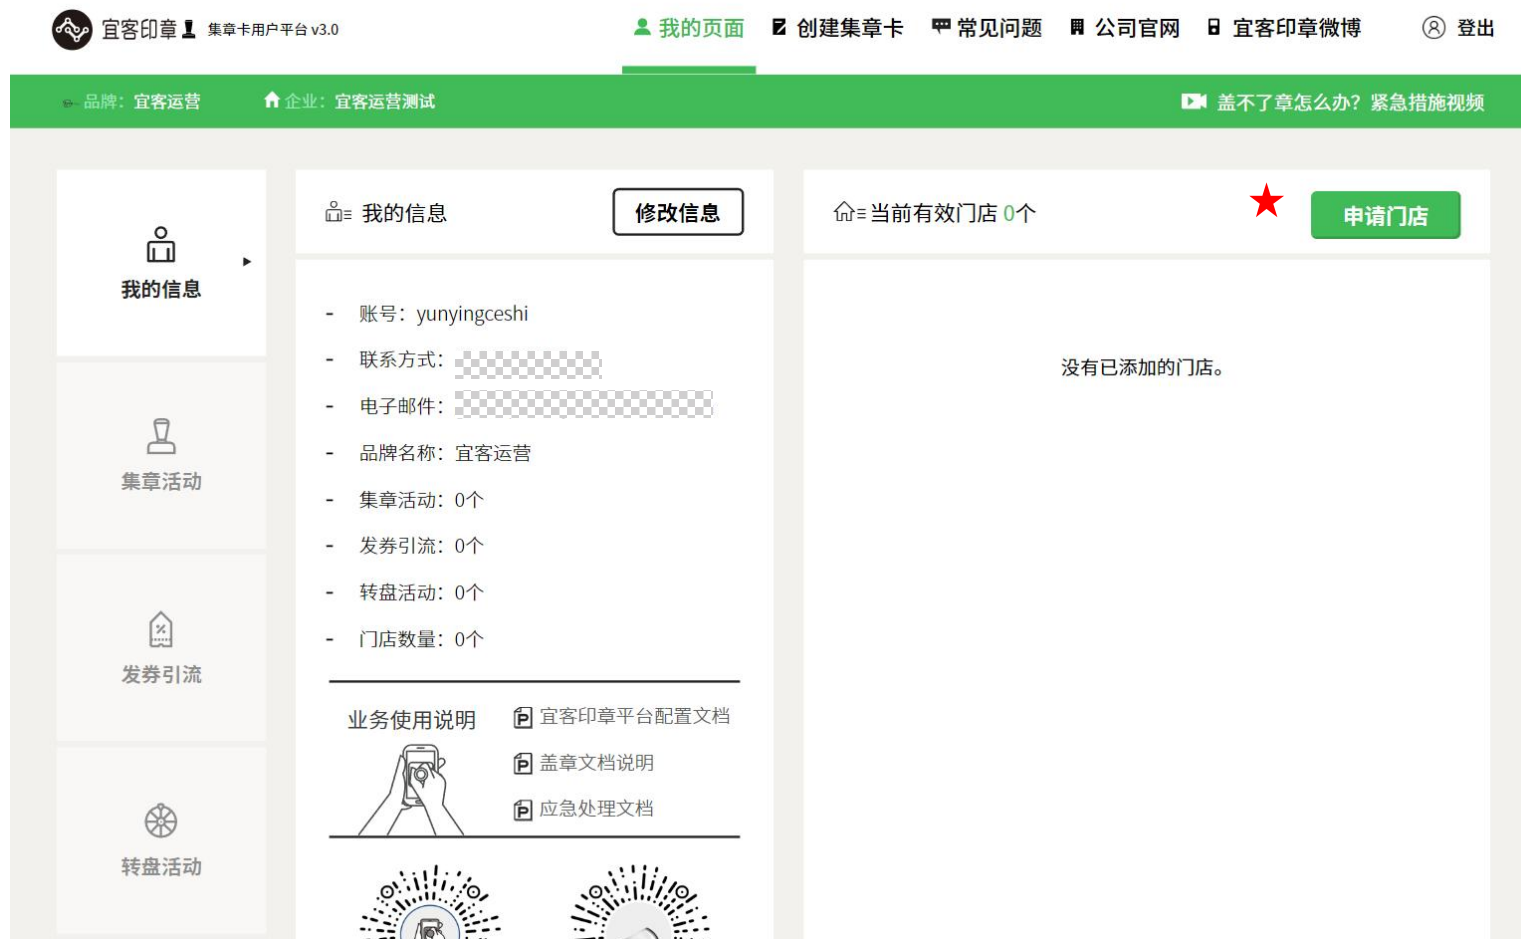 宜客印章 集章卡用户平台 v3.0
我的页面
创建集章卡
常见问题
公司官网
宜客印章微博
登出
品牌：宜客运营
企业：宜客运营测试
盖不了章怎么办？紧急措施视频
我的信息
集章活动
发券引流
转盘活动
我的信息
修改信息
- 账号：yunyingceshi
- 联系方式：
- 电子邮件：
- 品牌名称：宜客运营
- 集章活动：0个
- 发券引流：0个
- 转盘活动：0个
- 门店数量：0个
业务使用说明
宜客印章平台配置文档
盖章文档说明
应急处理文档
当前有效门店 0个
申请门店
没有已添加的门店。